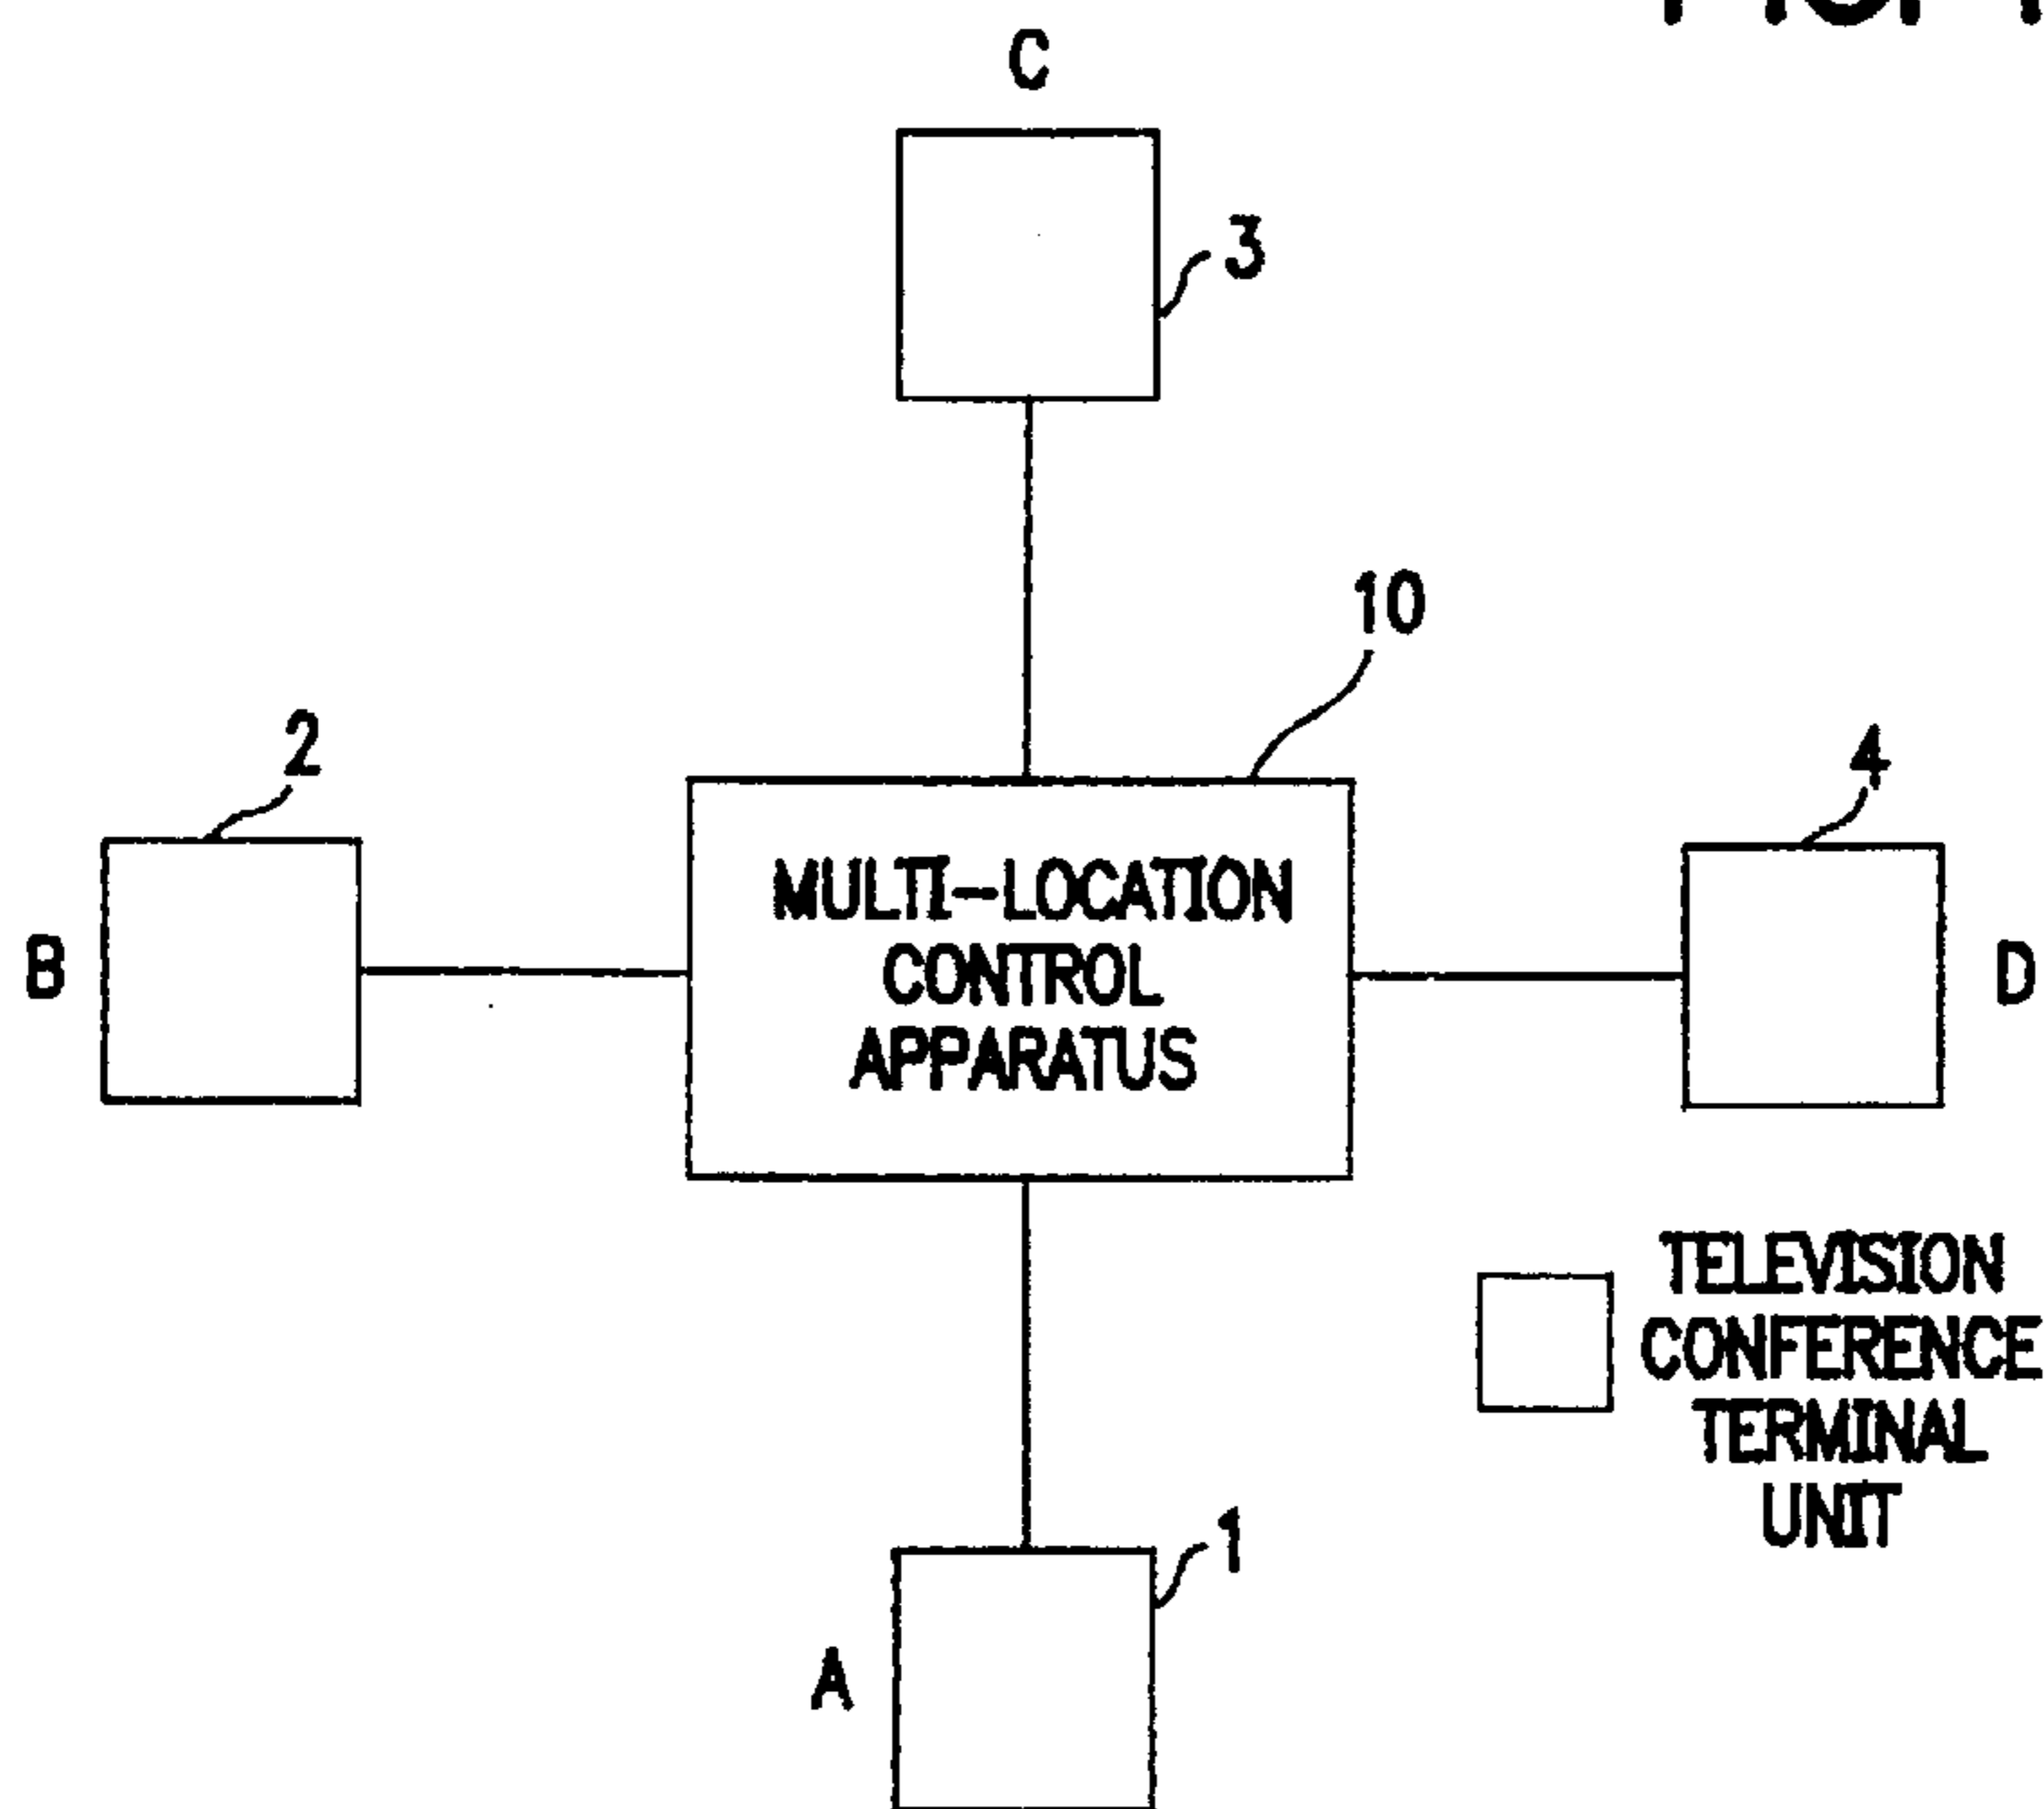 C
3
10
2
4
MULTI-LOCATION
CONTROL
APPARATUS
B
D
TELEVISION
CONFERENCE
TERMINAL
UNIT
1
A